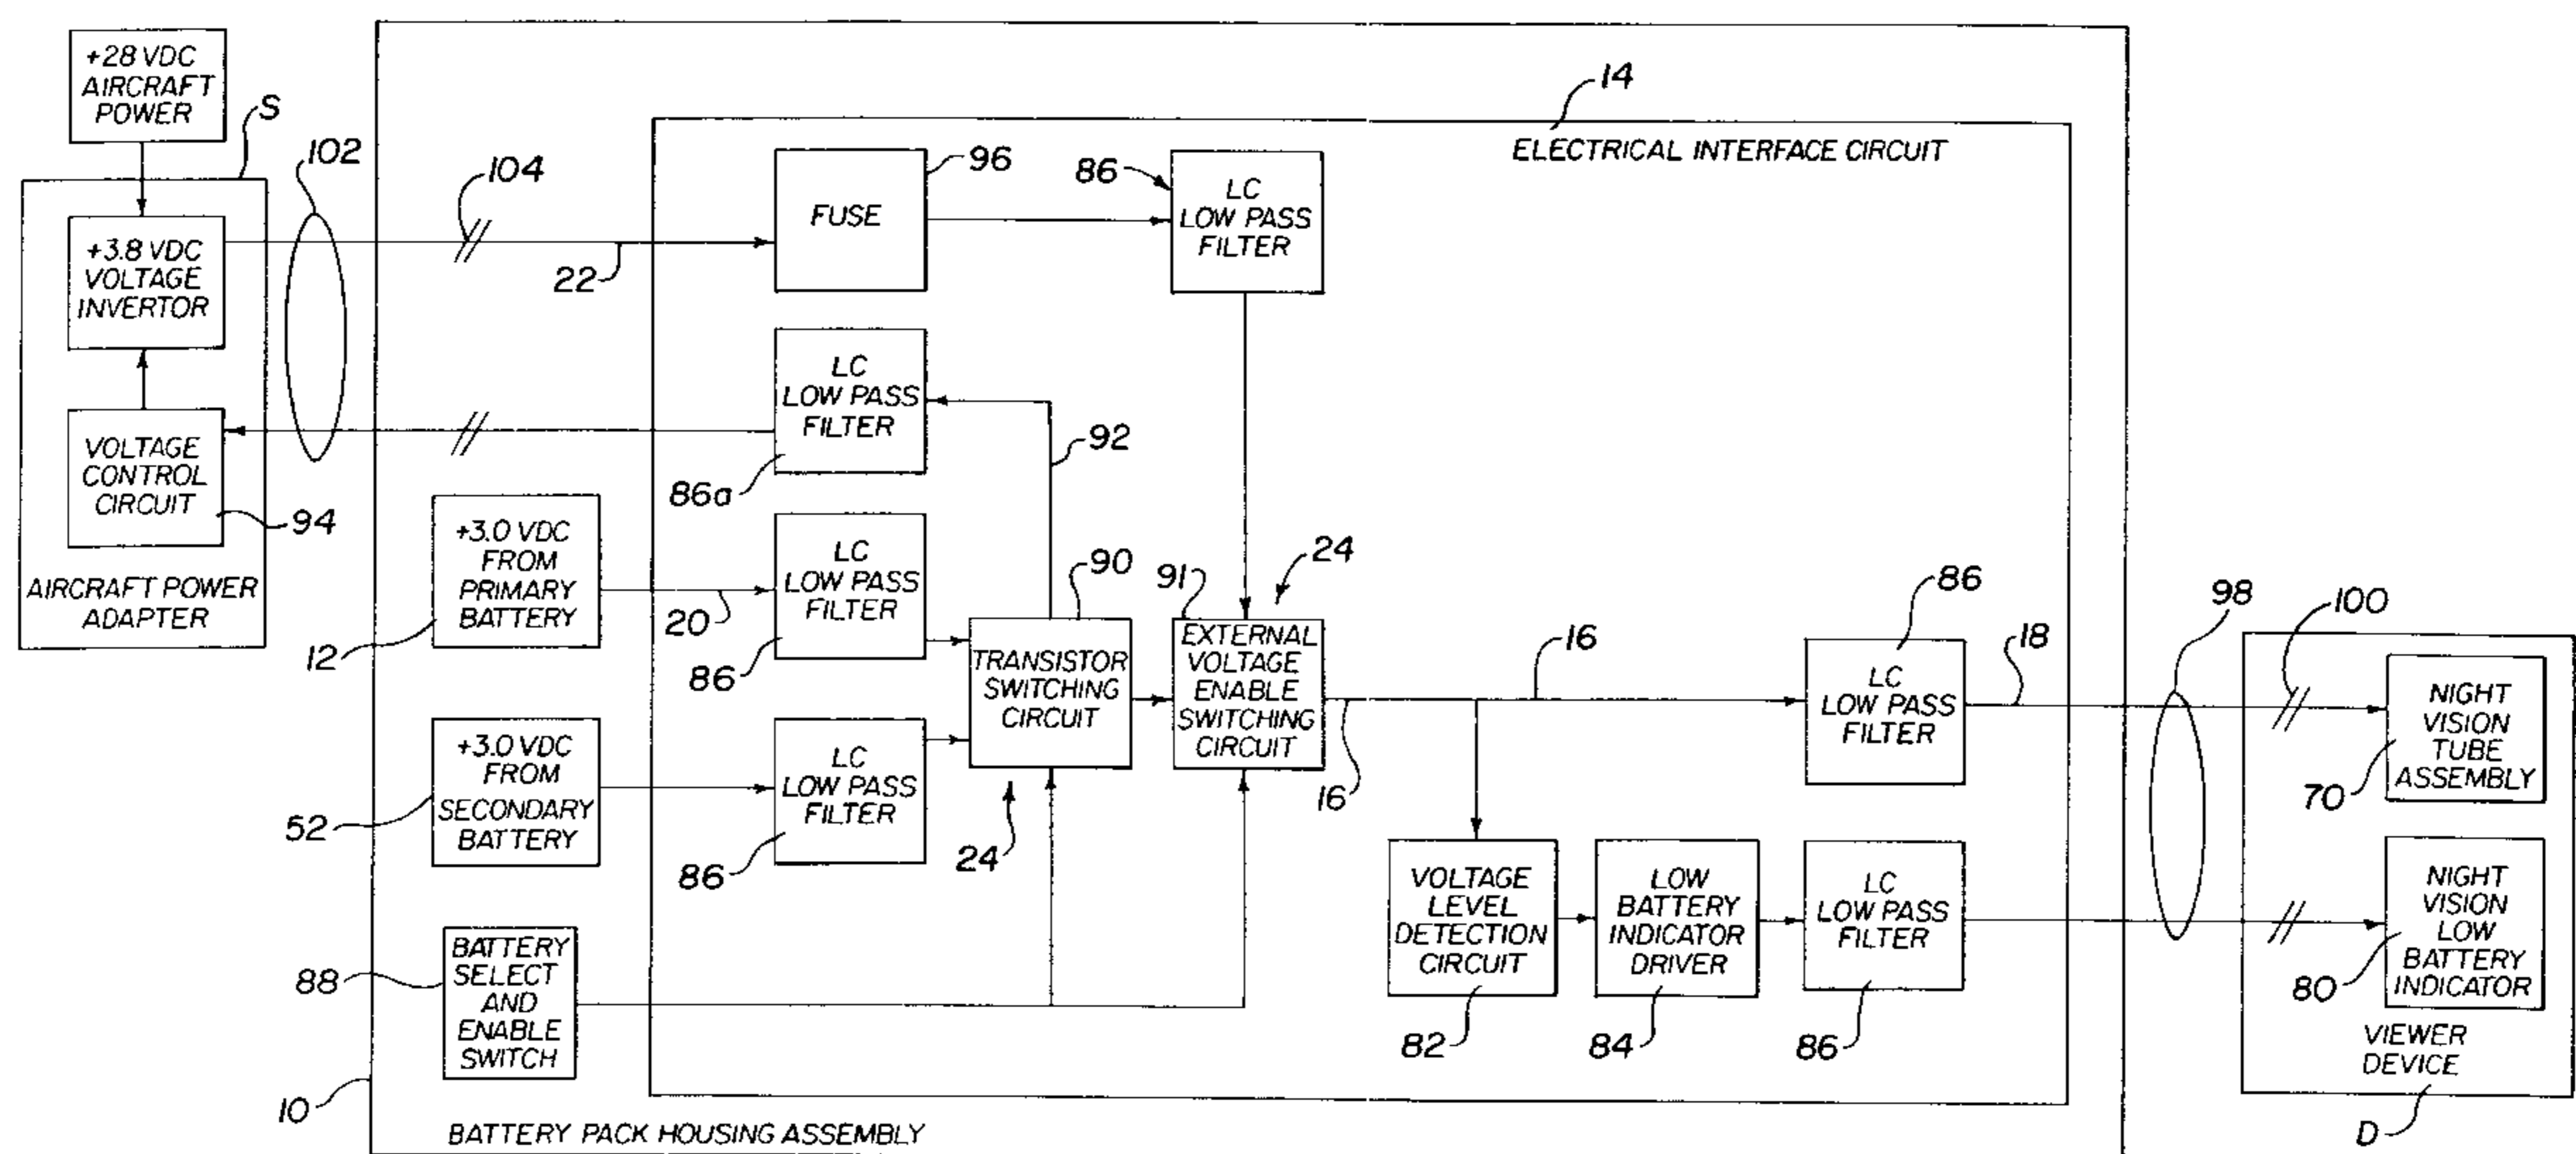 +28 VDC
AIRCRAFT
POWER
S
102
104
+3.8 VDC
VOLTAGE
INVERTOR
VOLTAGE
CONTROL
CIRCUIT
94
AIRCRAFT POWER
ADAPTER
14
ELECTRICAL INTERFACE CIRCUIT
22
FUSE
96
86
LC
LOW PASS
FILTER
LC
LOW PASS
FILTER
86a
92
+3.0 VDC
FROM
PRIMARY
BATTERY
12
20
LC
LOW PASS
FILTER
86
90
TRANSISTOR
SWITCHING
CIRCUIT
24
91
24
EXTERNAL
VOLTAGE
ENABLE
SWITCHING
CIRCUIT
16
16
+3.0 VDC
FROM
SECONDARY
BATTERY
52
LC
LOW PASS
FILTER
86
BATTERY
SELECT
AND
ENABLE
SWITCH
88
86
LC
LOW PASS
FILTER
18
VOLTAGE
LEVEL
DETECTION
CIRCUIT
82
LOW
BATTERY
INDICATOR
DRIVER
84
LC
LOW PASS
FILTER
86
98
100
NIGHT
VISION
TUBE
ASSEMBLY
70
NIGHT
VISION
LOW
BATTERY
INDICATOR
80
VIEWER
DEVICE
D
10
BATTERY PACK HOUSING ASSEMBLY